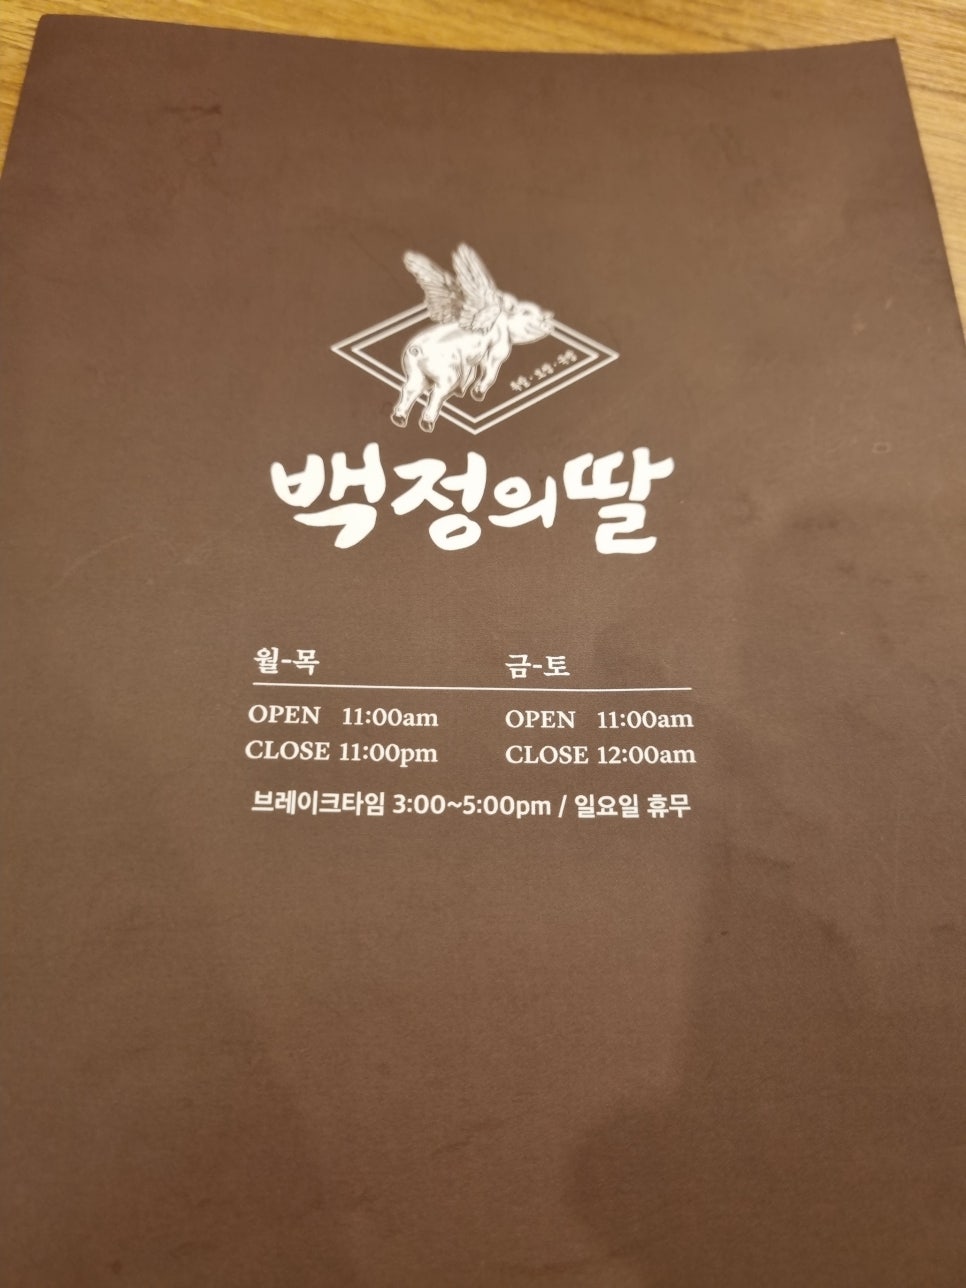 백정의딸
월-목 금-토
OPEN 11:00am OPEN 11:00am
CLOSE 11:00pm CLOSE 12:00am
브레이크타임 3:00~5:00pm / 일요일 휴무